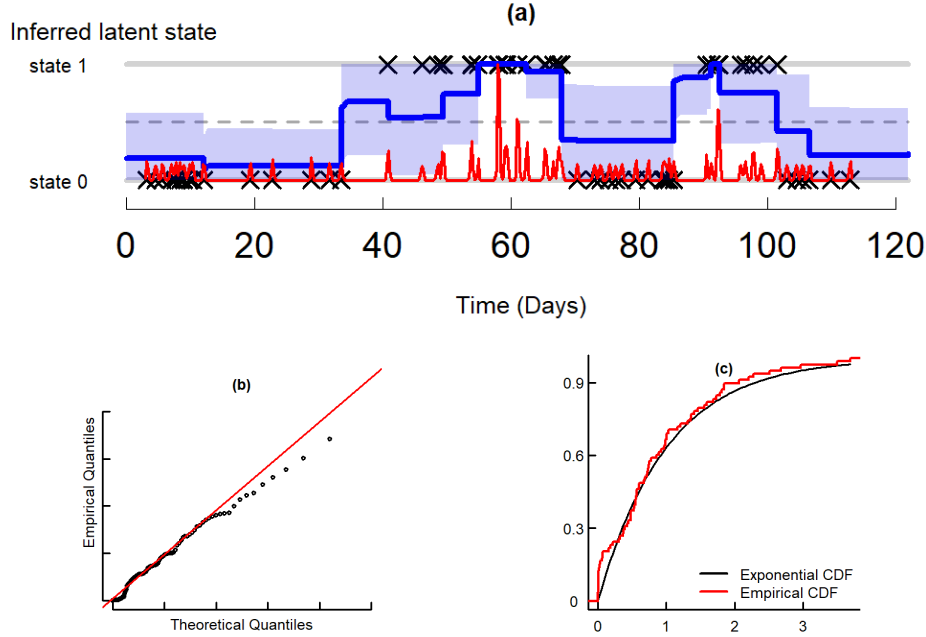 (a)
Inferred latent state
state 1
state 0
0 20 40 60 80 100 120
Time (Days)
(b)
Empirical Quantiles
Theoretical Quantiles
(c)
0.9
0.6
0.3
0
Exponential CDF
Empirical CDF
0 1 2 3